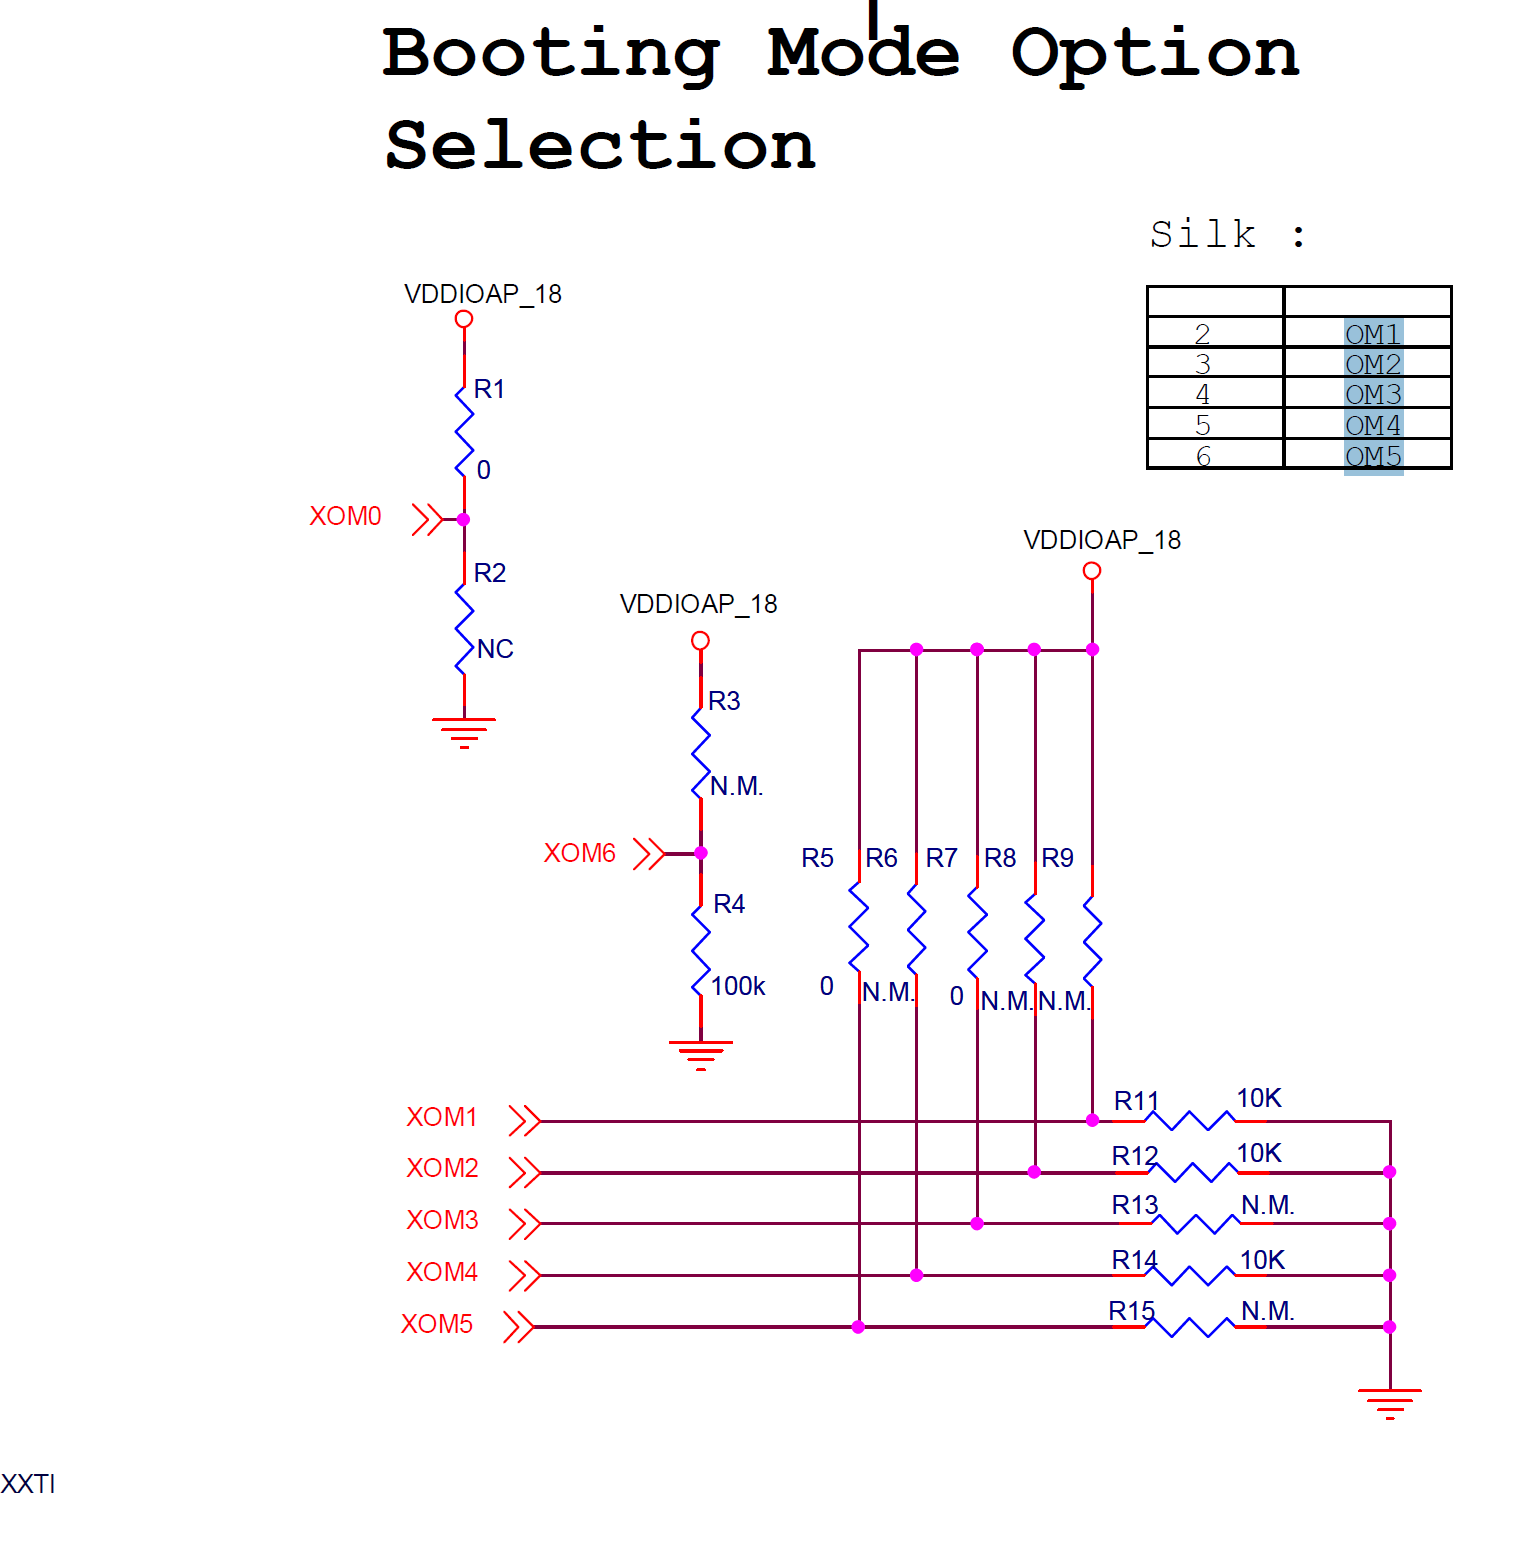 Booting Mode Option
Selection
Silk :
2 OM1
3 OM2
4 OM3
5 OM4
6 OM5
VDDIOAP_18
R1
0
XOM0
R2
NC
VDDIOAP_18
R3
N.M.
XOM6
R4
100k
VDDIOAP_18
R5 R6 R7 R8 R9
0 N.M. 0 N.M. N.M.
XOM1 R11 10K
XOM2 R12 10K
XOM3 R13 N.M.
XOM4 R14 10K
XOM5 R15 N.M.
XXTI